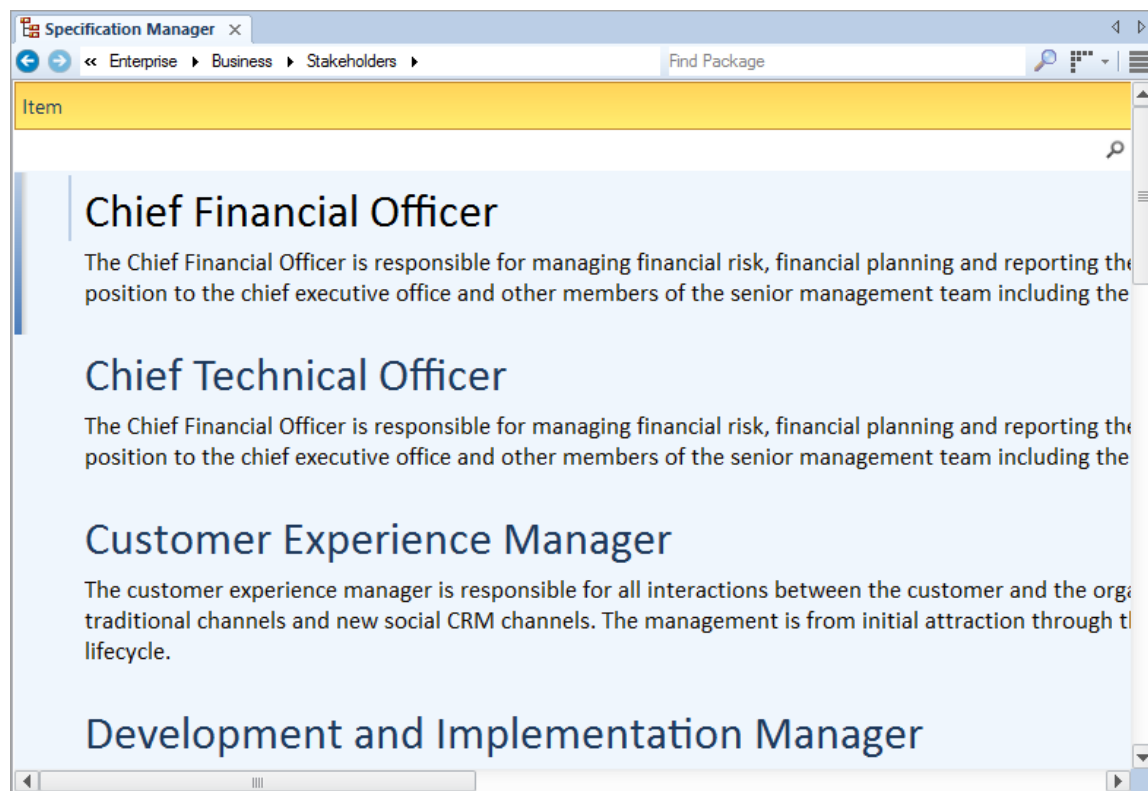 Specification Manager
« Enterprise Business Stakeholders Find Package
Item
Chief Financial Officer
The Chief Financial Officer is responsible for managing financial risk, financial planning and reporting the
position to the chief executive office and other members of the senior management team including the
Chief Technical Officer
The Chief Financial Officer is responsible for managing financial risk, financial planning and reporting the
position to the chief executive office and other members of the senior management team including the
Customer Experience Manager
The customer experience manager is responsible for all interactions between the customer and the
traditional channels and new social CRM channels. The management is from initial attraction through
lifecycle.
Development and Implementation Manager